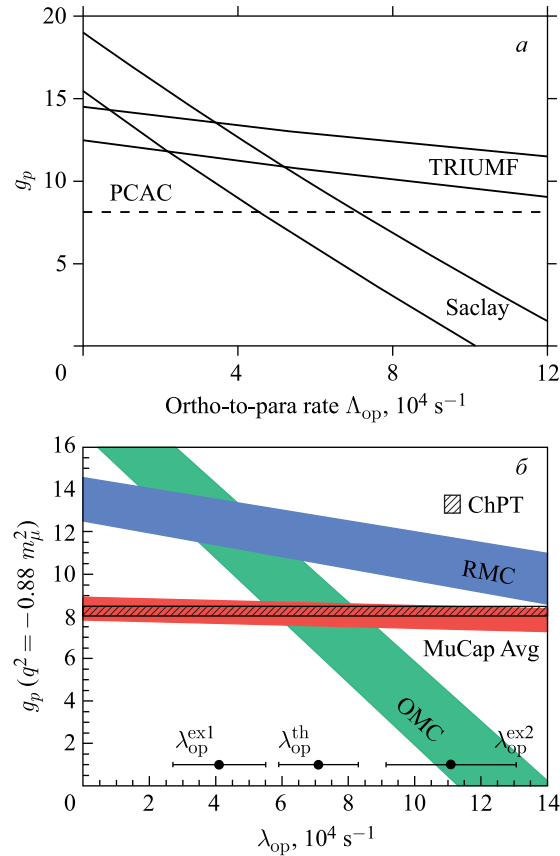 20
а
15
g_p
10
5
0
TRIUMF
PCAC
Saclay
4
8
12
Ortho-to-para rate Λ_op, 10^4 s^−1
16
б
14
ChPT
12
RMC
10
8
MuCap Avg
6
g_p (q^2 = −0.88 m_μ^2)
4
OMC
2
λ_op^ex1
λ_op^th
λ_op^ex2
0
2
4
6
8
10
12
14
λ_op, 10^4 s^−1